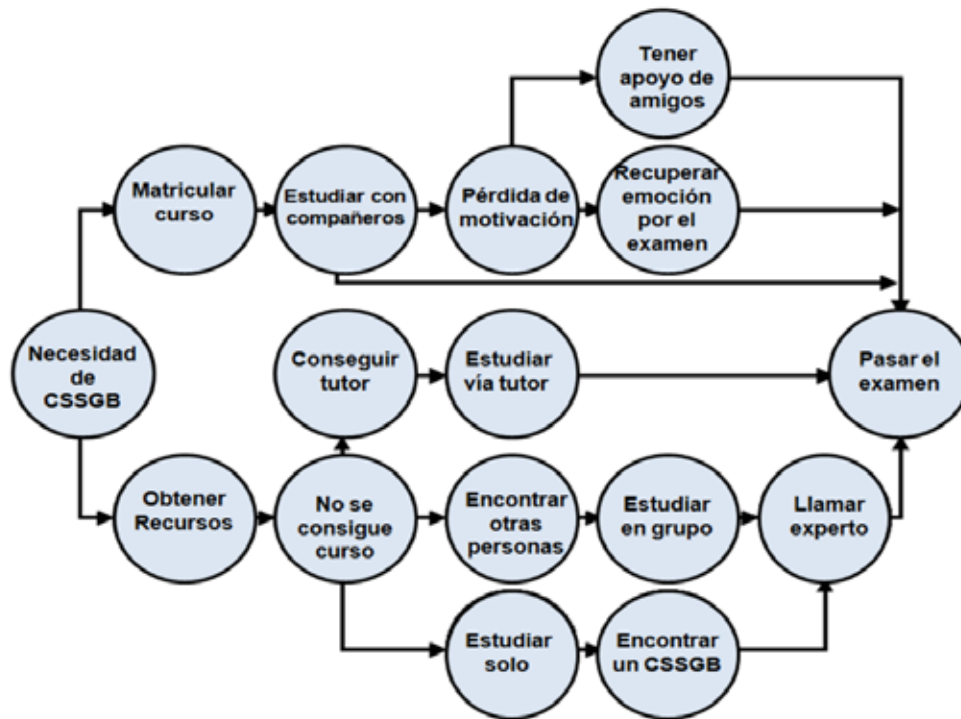 Tener
apoyo de
amigos
Matricular
curso
Estudiar con
compañeros
Pérdida de
motivación
Recuperar
emoción
por el
examen
Necesidad
de
CSSGB
Conseguir
tutor
Estudiar
vía tutor
Pasar el
examen
Obtener
Recursos
No se
consigue
curso
Encontrar
otras
personas
Estudiar
en grupo
Llamar
experto
Estudiar
solo
Encontrar
un CSSGB